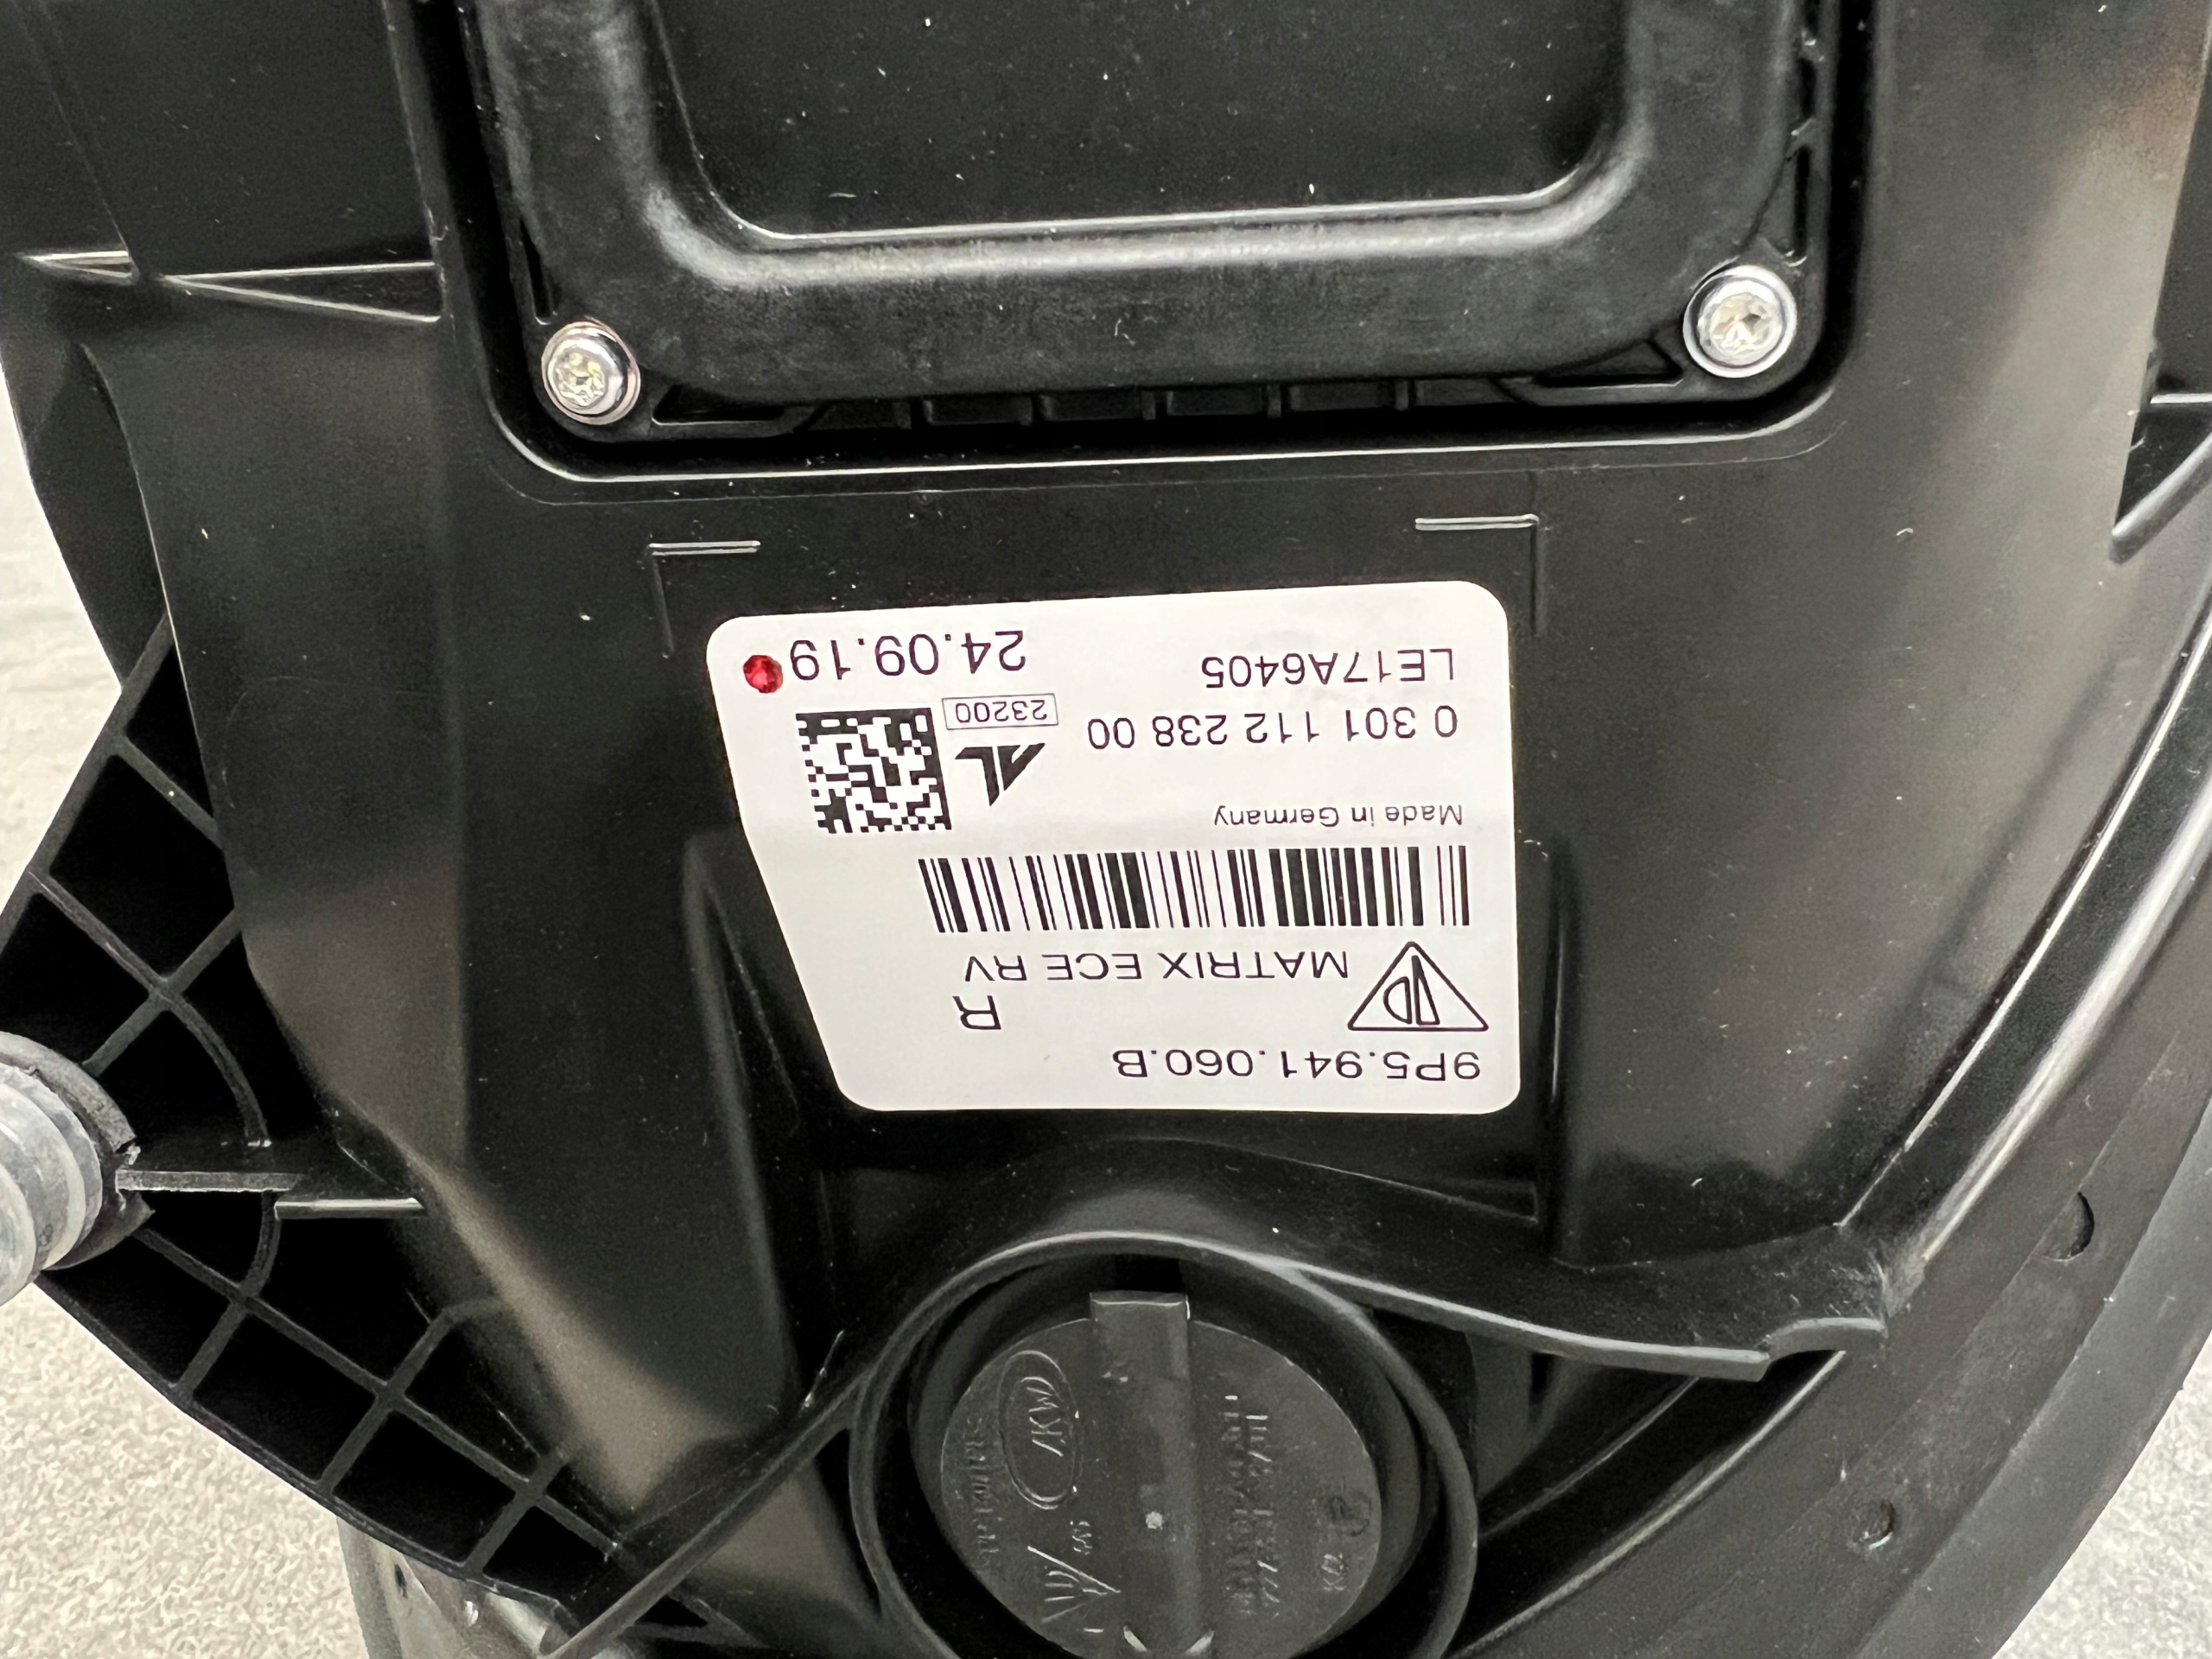 9P5.941.060.B
R
MATRIX ECE RV
Made in Germany
0 301 112 238 00
AL
23200
LE17A6405
24.09.19